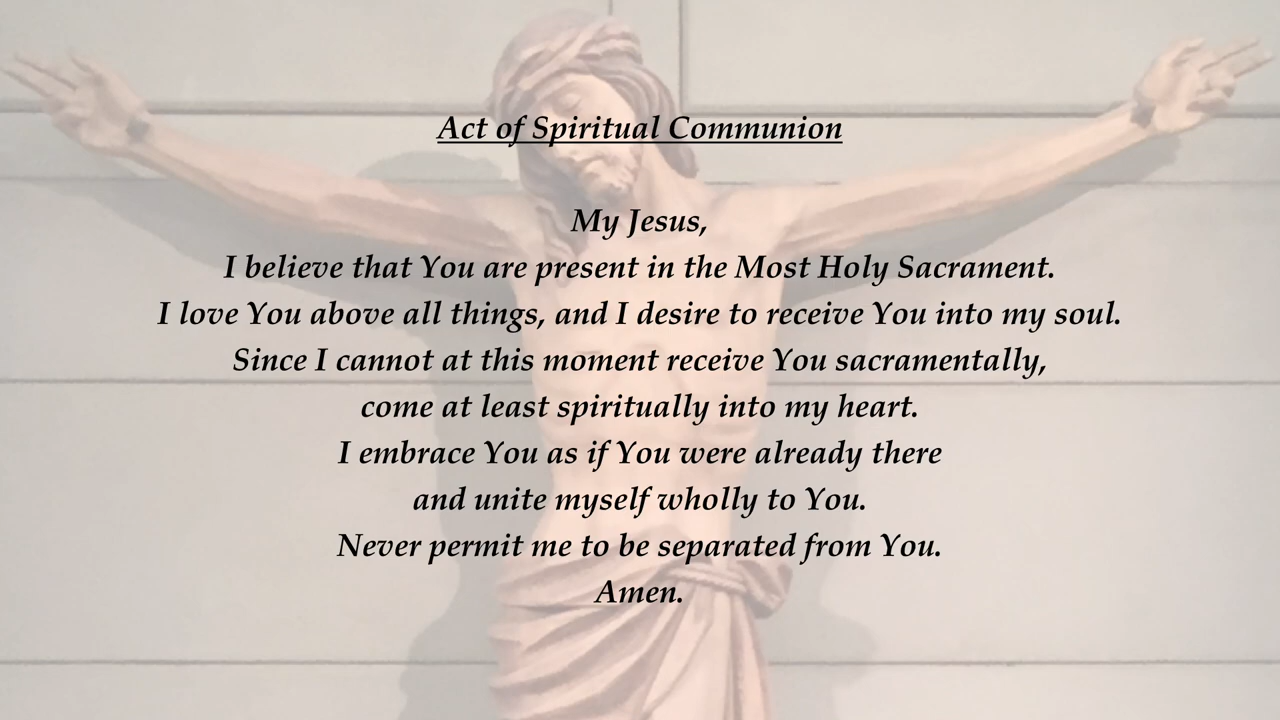 Act of Spiritual Communion
My Jesus,
I believe that You are present in the Most Holy Sacrament.
I love You above all things, and I desire to receive You into my soul.
Since I cannot at this moment receive You sacramentally,
come at least spiritually into my heart.
I embrace You as if You were already there
and unite myself wholly to You.
Never permit me to be separated from You.
Amen.